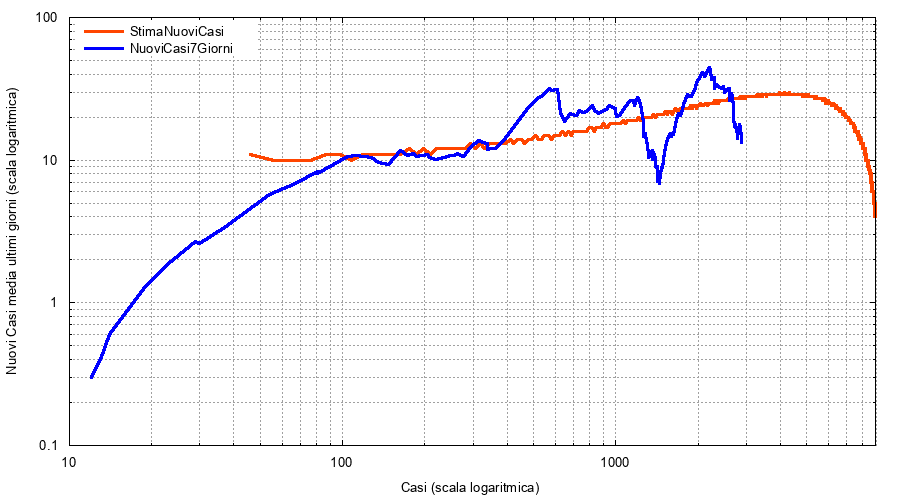 100
StimaNuoviCasi
NuoviCasi7Giorni
10
1
0.1
10
100
1000
Nuovi Casi media ultimi giorni (scala logaritmica)
Casi (scala logaritmica)